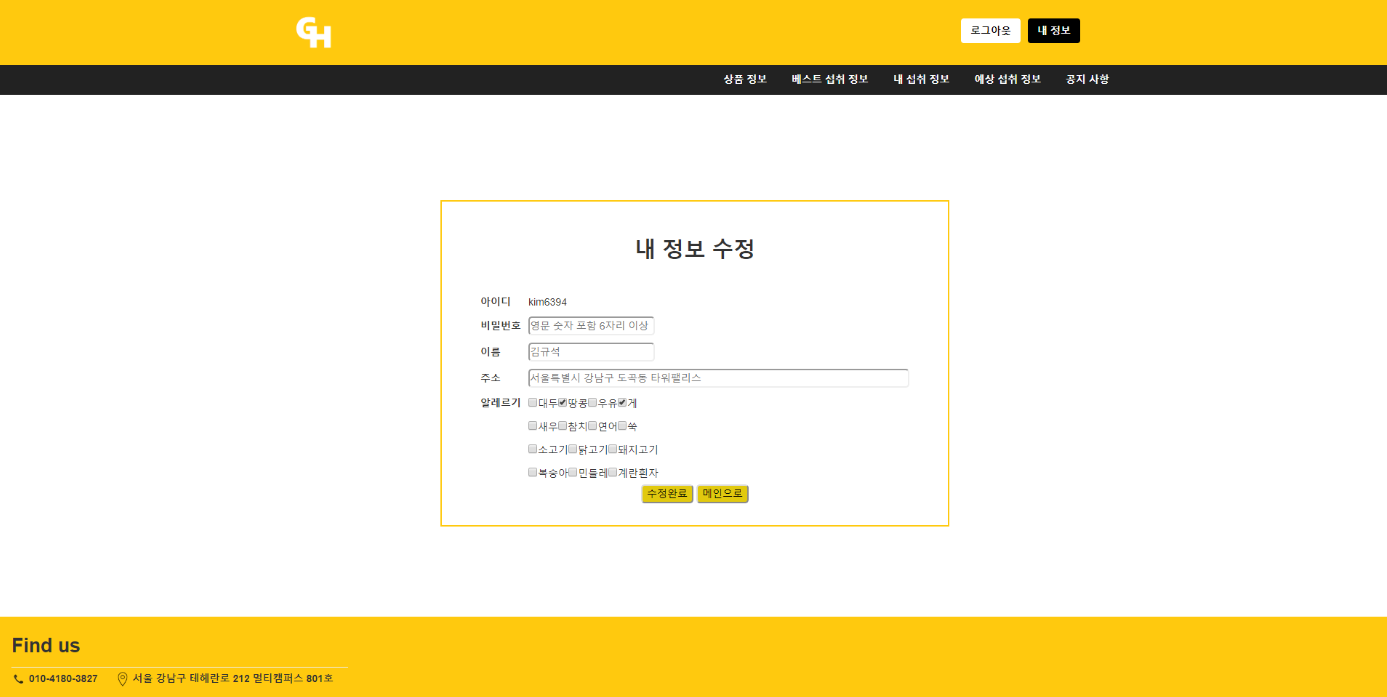 GH
로그아웃 내 정보
상품 정보 베스트 섭취 정보 내 섭취 정보 예상 섭취 정보 공지 사항
내 정보 수정
아이디 kim6394
비밀번호 영문 숫자 포함 6자리 이상
이름 김규석
주소 서울특별시 강남구 도곡동 타워팰리스
알레르기 대두 땅콩 우유 게
새우 참치 연어 쑥
소고기 닭고기 돼지고기
복숭아 민들레 계란흰자
수정완료 메인으로
Find us
010-4180-3827 서울 강남구 테헤란로 212 멀티캠퍼스 801호